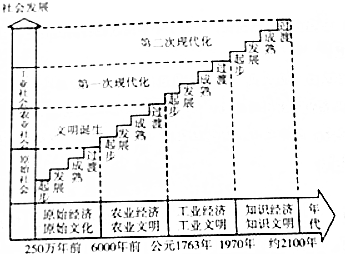 社会发展
第二次现代化
第一次现代化
文明诞生
工业社会
农业社会
原始社会
起步
发展
成熟
过渡
起步
发展
成熟
过渡
起步
发展
成熟
过渡
起步
发展
成熟
过渡
原始经济 农业经济 工业经济 知识经济 年
原始文化 农业文明 工业文明 知识文明 代
250万年前 6000年前 公元1763年 1970年 约2100年